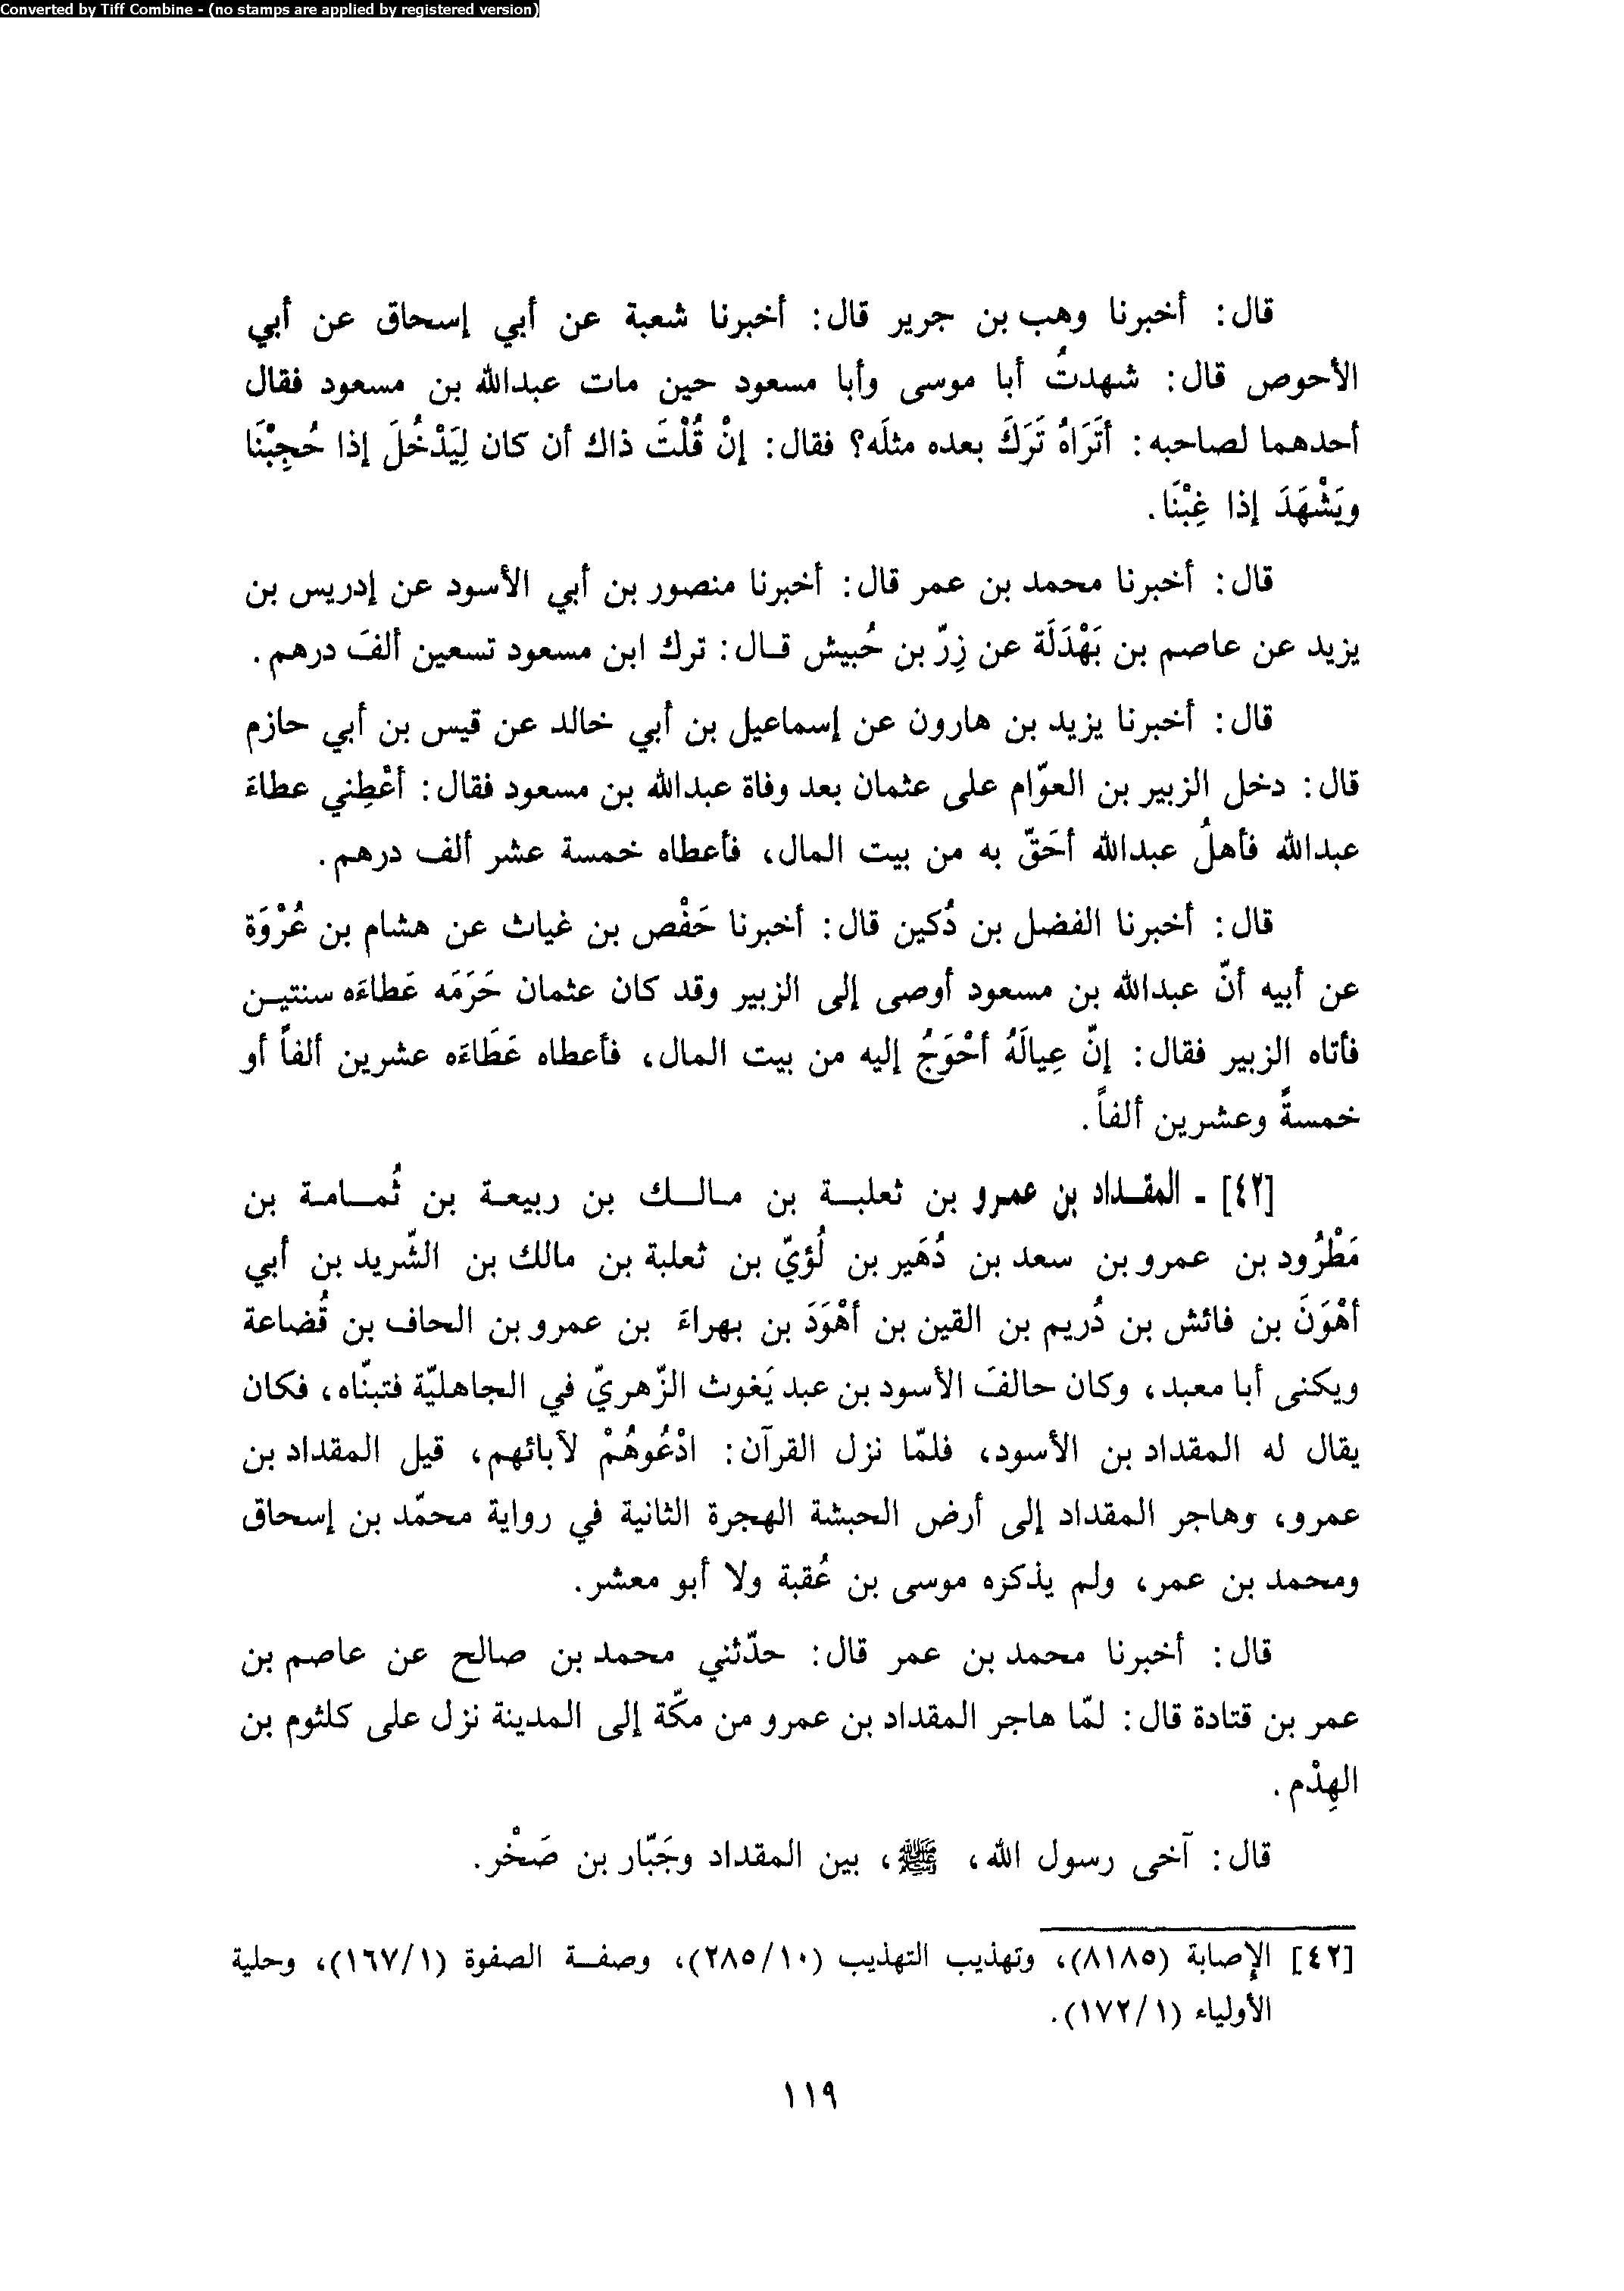 Converted by Tiff Combine - (no stamps are applied by registered version)
قال: أخبرنا وهب بن جرير قال: أخبرنا شعبة عن أبي إسحاق عن أبي
الأحوص قال: شهدتُ أبا موسى وأبا مسعود حين مات عبدالله بن مسعود فقال
أحدهما لصاحبه: أتَرَاهُ تَرَكَ بعده مثلَه؟ فقال: إنْ قُلْتَ ذاك أن كان لِيَدْخُلَ إذا حُجِبْنَا
ويَشْهَدَ إذا غِبْنَا.
قال: أخبرنا محمد بن عمر قال: أخبرنا منصور بن أبي الأسود عن إدريس بن
يزيد عن عاصم بن بَهْدَلَة عن زِرّ بن حُبيش قال: ترك ابن مسعود تسعين ألفَ درهم.
قال: أخبرنا يزيد بن هارون عن إسماعيل بن أبي خالد عن قيس بن أبي حازم
قال: دخل الزبير بن العوّام على عثمان بعد وفاة عبدالله بن مسعود فقال: أعْطِني عطاءَ
عبدالله فأهلُ عبدالله أحَقّ به من بيت المال، فأعطاه خمسة عشر ألف درهم.
قال: أخبرنا الفضل بن دُكين قال: أخبرنا حَفْص بن غياث عن هشام بن عُرْوَة
عن أبيه أنّ عبدالله بن مسعود أوصى إلى الزبير وقد كان عثمان حَرَمَه عَطاءَه سنتين
فأتاه الزبير فقال: إنّ عِيالَهُ أحْوَجُ إليه من بيت المال، فأعطاه عَطَاءَه عشرين ألفاً أو
خمسةً وعشرين ألفاً.
[٤٢] ـ المقداد بن عمرو بن ثعلبة بن مالك بن ربيعة بن ثُمامة بن
مَطْرُود بن عمرو بن سعد بن دُهَير بن لُؤيّ بن ثعلبة بن مالك بن الشّريد بن أبي
أهْوَنَ بن فائش بن دُريم بن القين بن أهْوَدَ بن بهراءَ بن عمرو بن الحاف بن قُضاعة
ويكنى أبا معبد، وكان حالفَ الأسود بن عبد يَغوث الزّهريّ في الجاهليّة فتبنّاه، فكان
يقال له المقداد بن الأسود، فلمّا نزل القرآن: ادْعُوهُمْ لآبائهم، قيل المقداد بن
عمرو، وهاجر المقداد إلى أرض الحبشة الهجرة الثانية في رواية محمّد بن إسحاق
ومحمد بن عمر، ولم يذكره موسى بن عُقبة ولا أبو معشر.
قال: أخبرنا محمد بن عمر قال: حدّثني محمد بن صالح عن عاصم بن
عمر بن قتادة قال: لمّا هاجر المقداد بن عمرو من مكّة إلى المدينة نزل على كلثوم بن
الهِدْم.
قال: آخى رسول الله، ﷺ، بين المقداد وجَبّار بن صَخْر.
[٤٢] الإصابة (٨١٨٥)، وتهذيب التهذيب (٢٨٥/١٠)، وصفة الصفوة (١٦٧/١)، وحلية
الأولياء (١٧٢/١).
١١٩